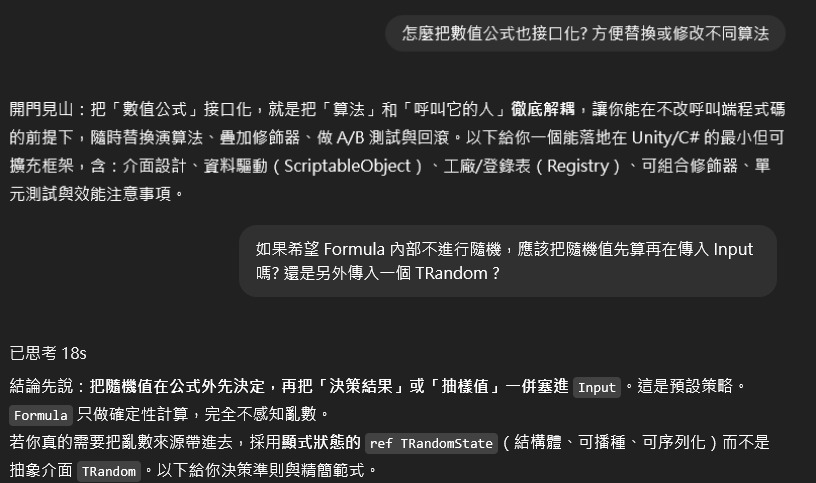 怎麼把數值公式也接口化? 方便替換或修改不同算法
開門見山：把「數值公式」接口化，就是把「算法」和「呼叫它的人」徹底解耦，讓你能在不改呼叫端程式碼
的前提下，隨時替換演算法、疊加修飾器、做 A/B 測試與回滾。以下給你一個能落地在 Unity/C# 的最小但可
擴充框架，含：介面設計、資料驅動（ScriptableObject）、工廠/登錄表（Registry）、可組合修飾器、單
元測試與效能注意事項。
如果希望 Formula 內部不進行隨機，應該把隨機值先算再在傳入 Input
嗎? 還是另外傳入一個 TRandom ?
已思考 18s
結論先說：把隨機值在公式外先決定，再把「決策結果」或「抽樣值」一併塞進 Input 。這是預設策略。
Formula 只做確定性計算，完全不感知亂數。
若你真的需要把亂數來源帶進去，採用顯式狀態的 ref TRandomState （結構體、可播種、可序列化）而不是
抽象介面 TRandom 。以下給你決策準則與精簡範式。